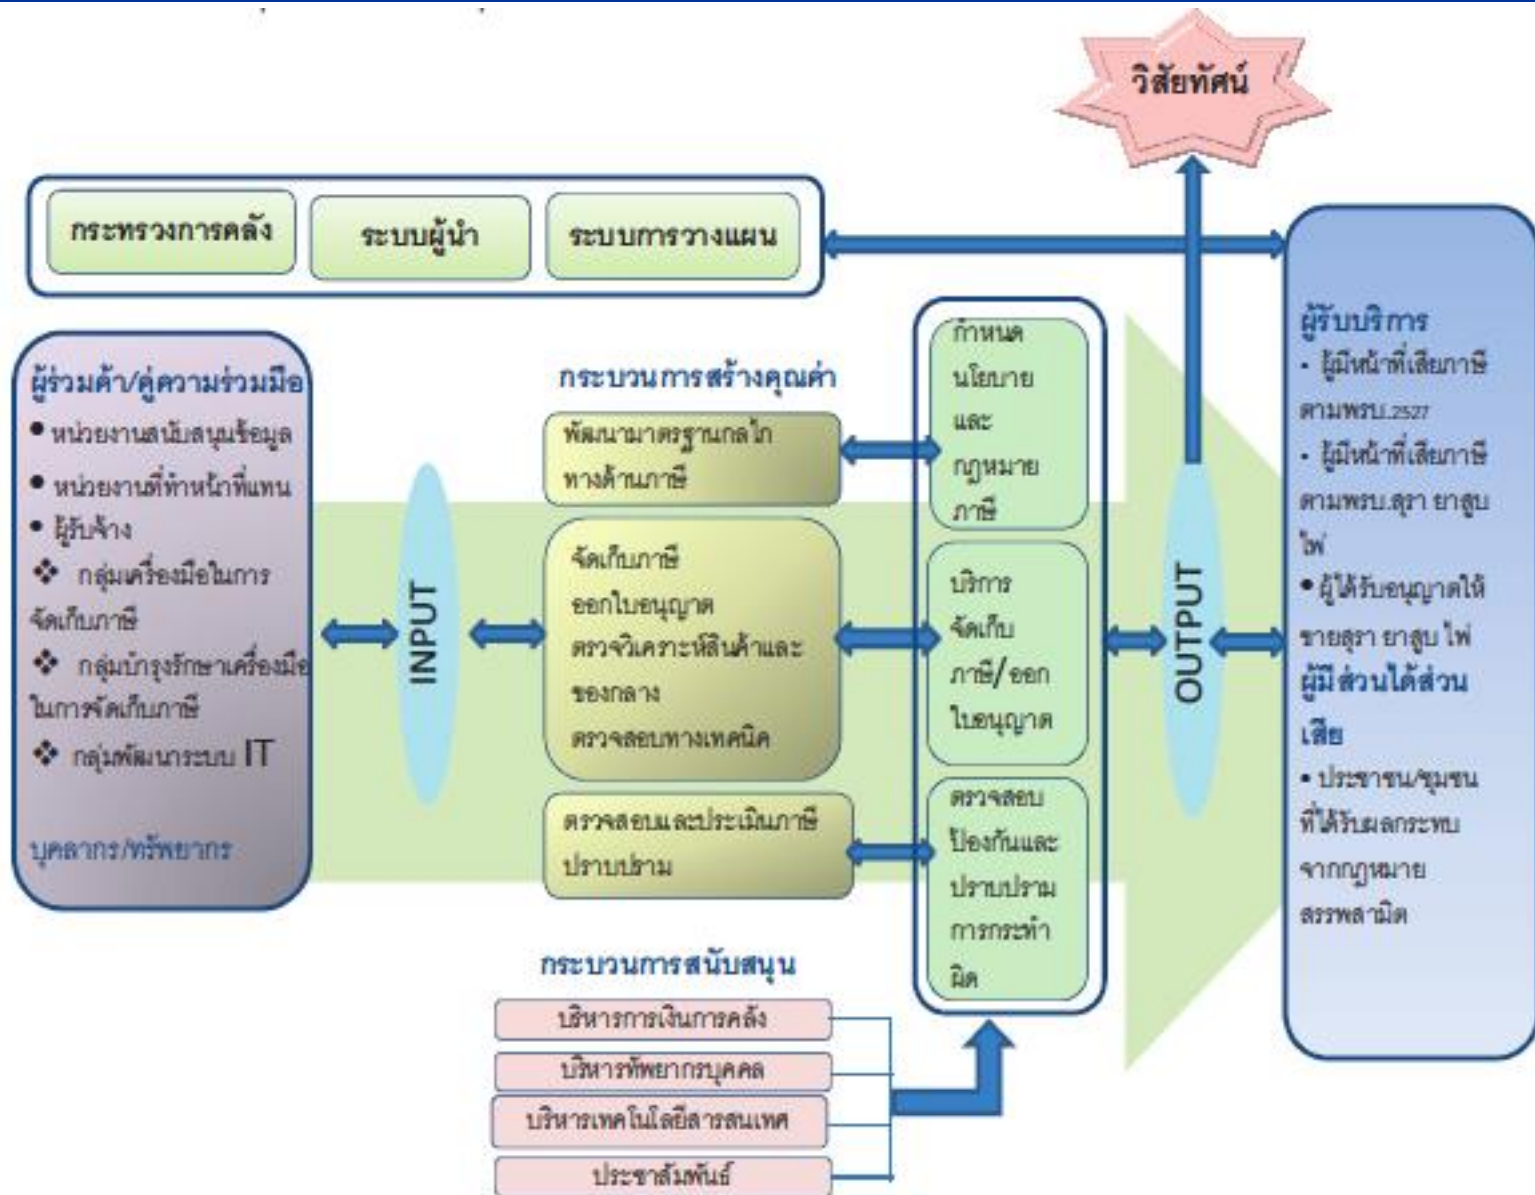 วิสัยทัศน์
กระทรวงการคลัง
ระบบผู้นำ
ระบบการวางแผน
ผู้ร่วมค้า/คู่ความร่วมมือ
• หน่วยงานสนับสนุนข้อมูล
• หน่วยงานที่ทำหน้าที่แทน
• ผู้รับจ้าง
❖ กลุ่มเครื่องมือในการ
จัดเก็บภาษี
❖ กลุ่มบำรุงรักษาเครื่องมือ
ในการจัดเก็บภาษี
❖ กลุ่มพัฒนาระบบ IT
บุคลากร/ทรัพยากร
INPUT
กระบวนการสร้างคุณค่า
พัฒนามาตรฐานกลไก
ทางด้านภาษี
จัดเก็บภาษี
ออกใบอนุญาต
ตรวจวิเคราะห์สินค้าและ
ของกลาง
ตรวจสอบทางเทคนิค
ตรวจสอบและประเมินภาษี
ปราบปราม
กระบวนการสนับสนุน
บริหารการเงินการคลัง
บริหารทัพยากรบุคคล
บริหารเทคโนโลยีสารสนเทศ
ประชาสัมพันธ์
กำหนด
นโยบาย
และ
กฎหมาย
ภาษี
บริการ
จัดเก็บ
ภาษี/ออก
ใบอนุญาต
ตรวจสอบ
ป้องกันและ
ปราบปราม
การกระทำ
ผิด
OUTPUT
ผู้รับบริการ
• ผู้มีหน้าที่เสียภาษี
ตามพรบ.2527
• ผู้มีหน้าที่เสียภาษี
ตามพรบ.สุรา ยาสูบ
ไพ่
• ผู้ได้รับอนุญาตให้
ขายสุรา ยาสูบ ไพ่
ผู้มีส่วนได้ส่วน
เสีย
• ประชาชน/ชุมชน
ที่ได้รับผลกระทบ
จากกฎหมาย
สรรพสามิต